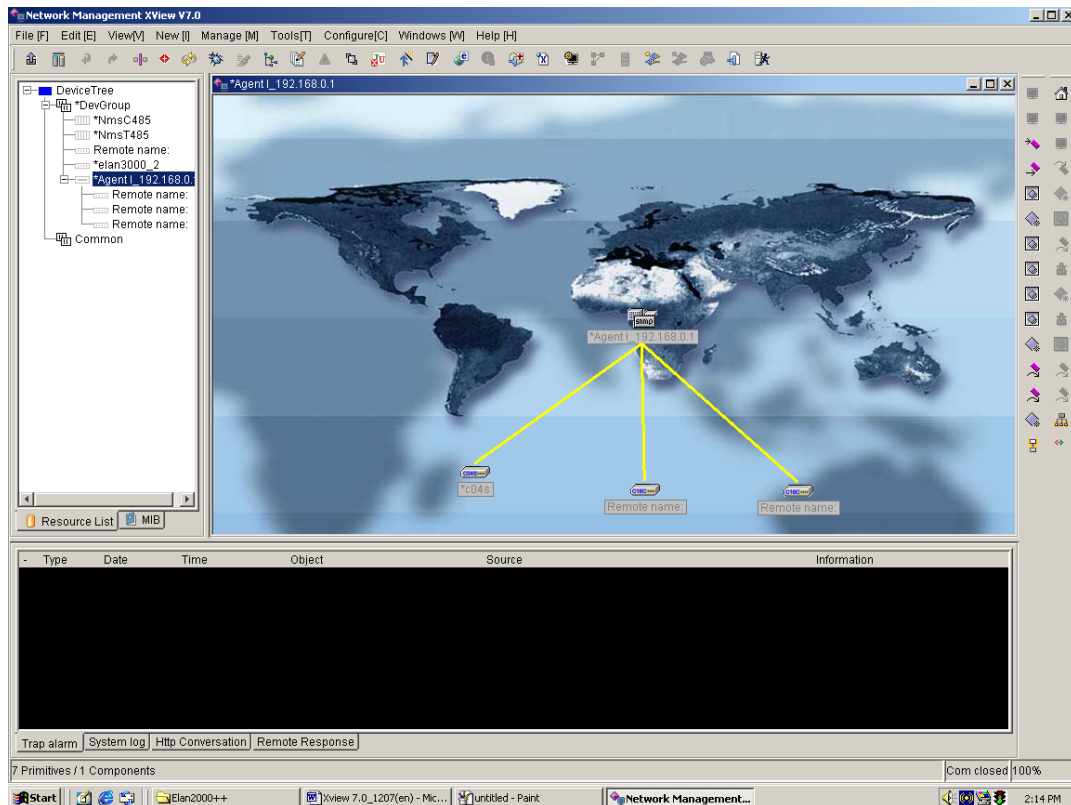 Network Management XView V7.0
File [F] Edit [E] View[V] New [I] Manage [M] Tools[T] Configure[C] Windows [W] Help [H]
DeviceTree
*DevGroup
*NmsC485
*NmsT485
Remote name:
*elan3000_2
*Agent I_192.168.0.1
Remote name:
Remote name:
Remote name:
Common
Resource List MIB
*Agent I_192.168.0.1
snmp
*Agent I_192.168.0.1
*c04s
C16C
Remote name:
C16C
Remote name:
- Type Date Time Object Source Information
Trap alarm System log Http Conversation Remote Response
7 Primitives / 1 Components Com closed 100%
Start Elan2000++ Xview 7.0_1207(en) - Mic... untitled - Paint Network Management... 2:14 PM